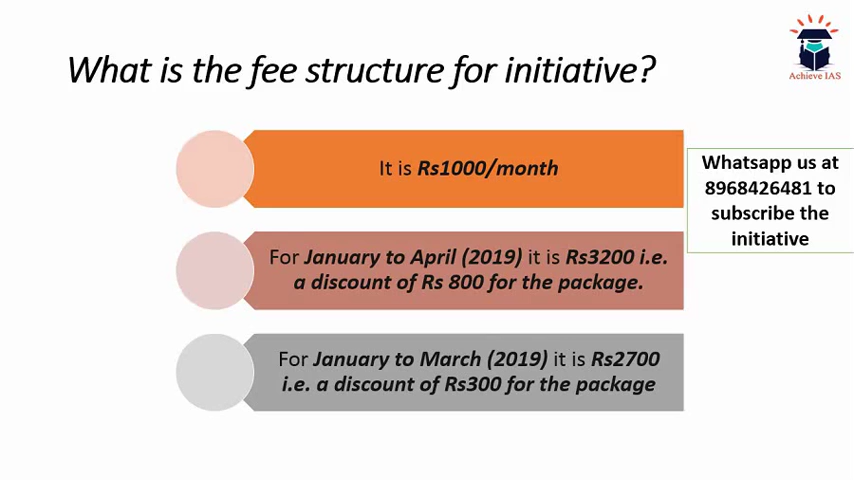 Achieve IAS
What is the fee structure for initiative?
It is Rs1000/month
For January to April (2019) it is Rs3200 i.e.
a discount of Rs 800 for the package.
For January to March (2019) it is Rs2700
i.e. a discount of Rs300 for the package
Whatsapp us at
8968426481 to
subscribe the
initiative